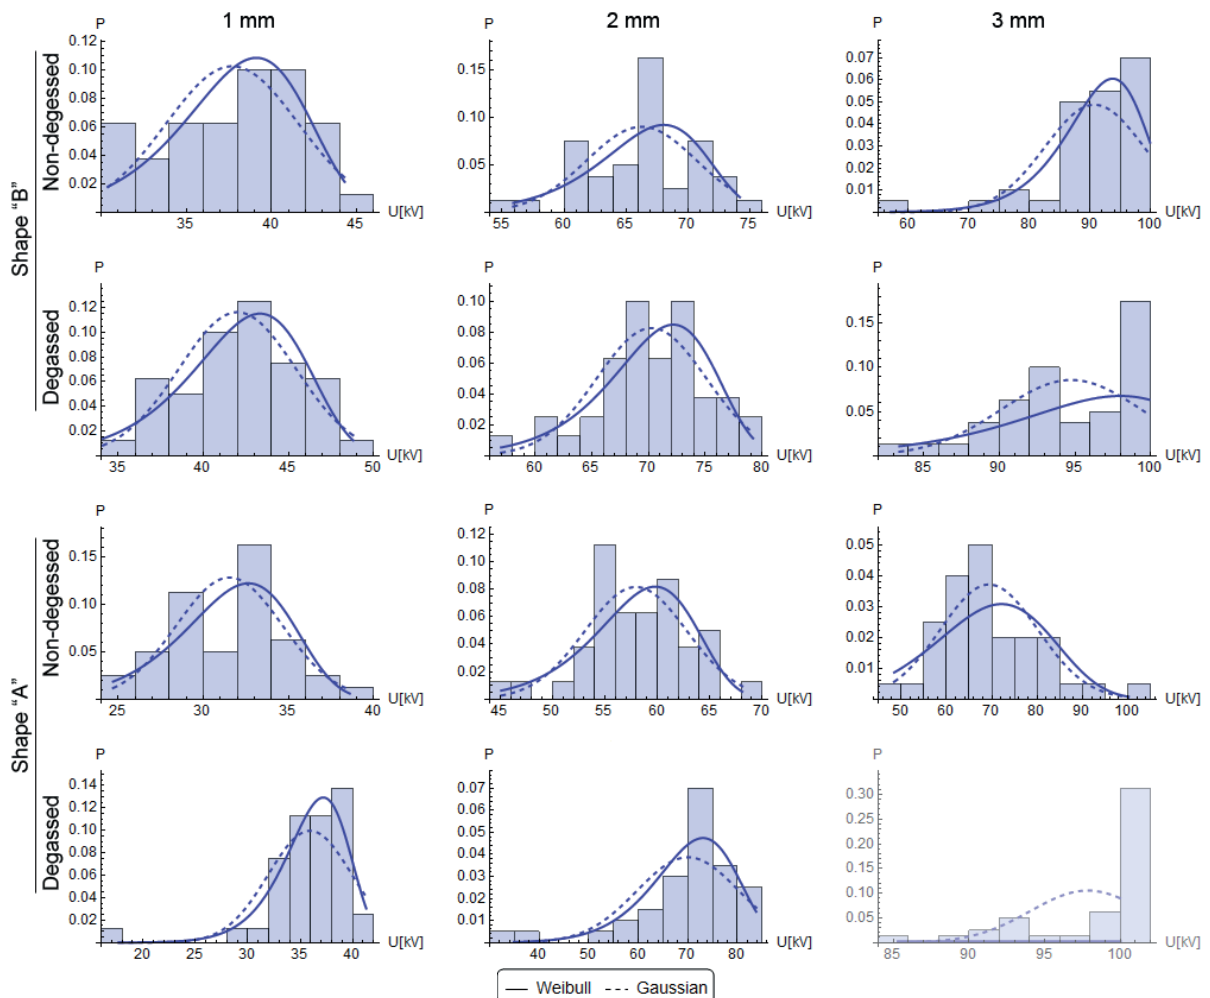 1 mm 2 mm 3 mm
Shape "B"
Non-degessed
P
0.12
0.10
0.08
0.06
0.04
0.02
35 40 45 U[kV]
P
0.15
0.10
0.05
55 60 65 70 75 U[kV]
P
0.07
0.06
0.05
0.04
0.03
0.02
0.01
60 70 80 90 100 U[kV]
Degassed
P
0.12
0.10
0.08
0.06
0.04
0.02
35 40 45 50 U[kV]
P
0.10
0.08
0.06
0.04
0.02
60 65 70 75 80 U[kV]
P
0.15
0.10
0.05
85 90 95 100 U[kV]
Shape "A"
Non-degessed
P
0.15
0.10
0.05
25 30 35 40 U[kV]
P
0.12
0.10
0.08
0.06
0.04
0.02
45 50 55 60 65 70 U[kV]
P
0.05
0.04
0.03
0.02
0.01
50 60 70 80 90 100 U[kV]
Degassed
P
0.14
0.12
0.10
0.08
0.06
0.04
0.02
20 25 30 35 40 U[kV]
P
0.07
0.06
0.05
0.04
0.03
0.02
0.01
40 50 60 70 80 U[kV]
P
0.30
0.20
0.10
0.05
85 90 95 100 U[kV]
Weibull Gaussian